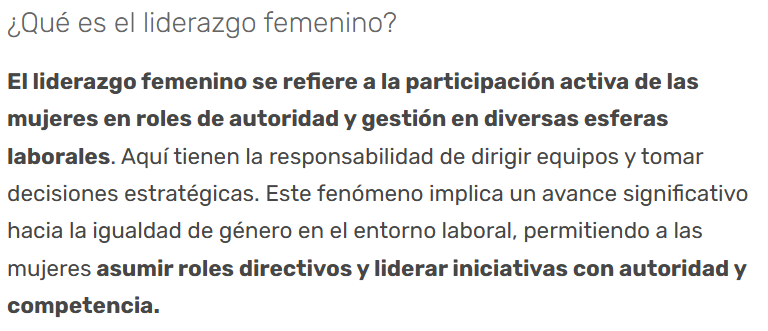 ¿Qué es el liderazgo femenino?
El liderazgo femenino se refiere a la participación activa de las
mujeres en roles de autoridad y gestión en diversas esferas
laborales. Aquí tienen la responsabilidad de dirigir equipos y tomar
decisiones estratégicas. Este fenómeno implica un avance significativo
hacia la igualdad de género en el entorno laboral, permitiendo a las
mujeres asumir roles directivos y liderar iniciativas con autoridad y
competencia.